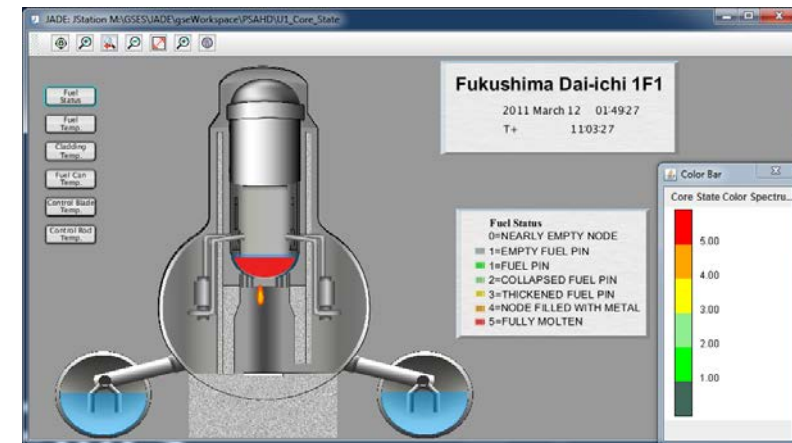 JADE: JStation M:\GSES\JADE\gseWorkspace\PSAHD\U1_Core_State
Fuel
Status
Fuel
Temp.
Cladding
Temp.
Fuel Can
Temp.
Control Blade
Temp.
Control Rod
Temp.
Fukushima Dai-ichi 1F1
2011 March 12 01:49:27
T+ 11:03:27
Fuel Status
0=NEARLY EMPTY NODE
1=EMPTY FUEL PIN
1=FUEL PIN
2=COLLAPSED FUEL PIN
3=THICKENED FUEL PIN
4=NODE FILLED WITH METAL
5=FULLY MOLTEN
Color Bar
Core State Color Spectru...
5.00
4.00
3.00
2.00
1.00